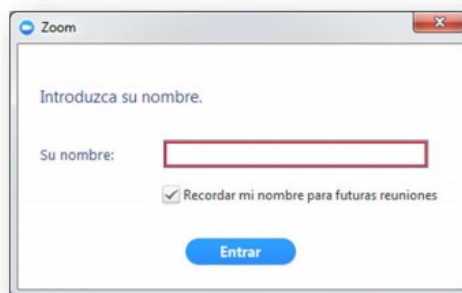 Zoom
Introduzca su nombre.
Su nombre:
Recordar mi nombre para futuras reuniones
Entrar